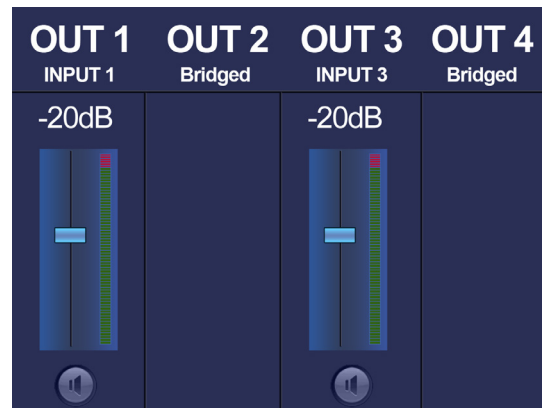 OUT 1 OUT 2 OUT 3 OUT 4
INPUT 1 Bridged INPUT 3 Bridged
-20dB -20dB